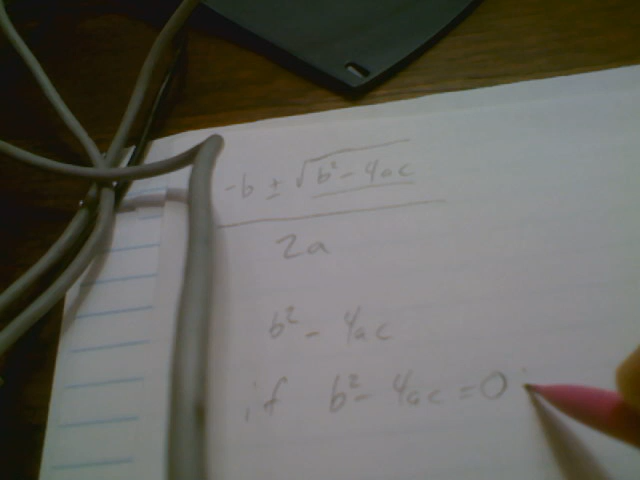 -b ± √b² - 4ac
2a
b² - 4ac
if b² - 4ac = 0